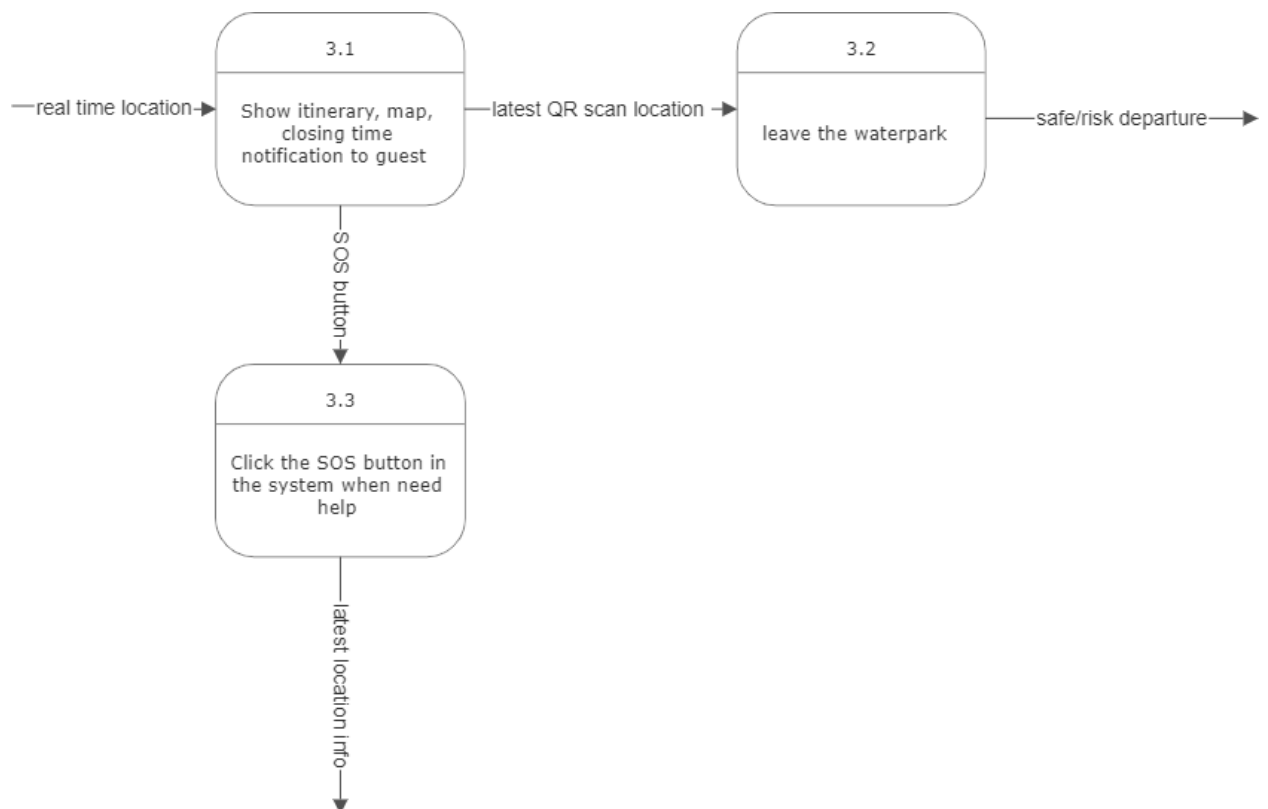 3.1
3.2
real time location
Show itinerary, map,
closing time
notification to guest
latest QR scan location
leave the waterpark
safe/risk departure
SOS button
3.3
Click the SOS button in
the system when need
help
latest location info